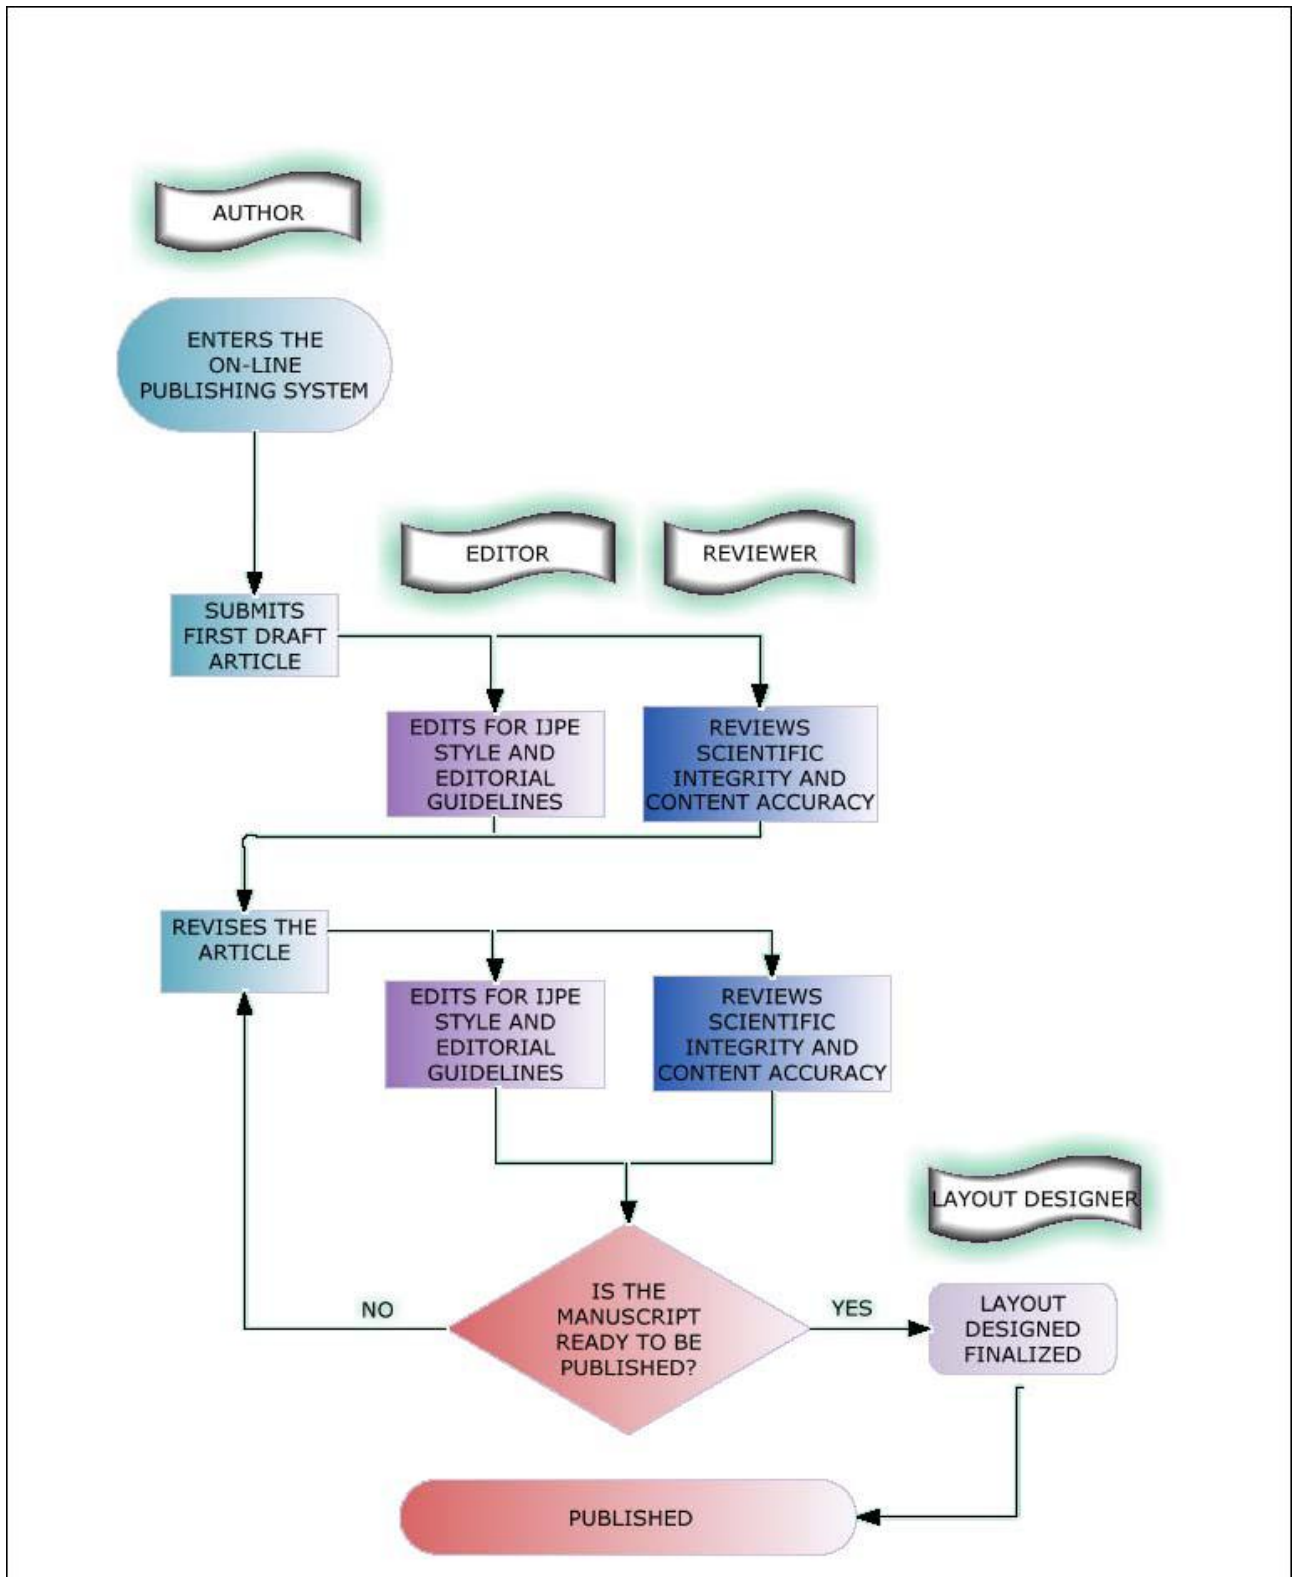 AUTHOR
ENTERS THE
ON-LINE
PUBLISHING SYSTEM
EDITOR
REVIEWER
SUBMITS
FIRST DRAFT
ARTICLE
EDITS FOR IJPE
STYLE AND
EDITORIAL
GUIDELINES
REVIEWS
SCIENTIFIC
INTEGRITY AND
CONTENT ACCURACY
REVISES THE
ARTICLE
EDITS FOR IJPE
STYLE AND
EDITORIAL
GUIDELINES
REVIEWS
SCIENTIFIC
INTEGRITY AND
CONTENT ACCURACY
LAYOUT DESIGNER
IS THE
MANUSCRIPT
READY TO BE
PUBLISHED?
NO
YES
LAYOUT
DESIGNED
FINALIZED
PUBLISHED